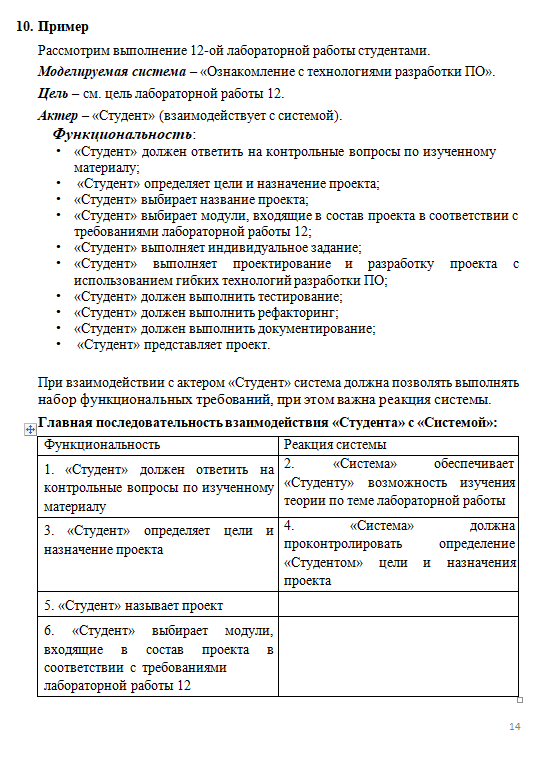 10. Пример
Рассмотрим выполнение 12-ой лабораторной работы студентами.
Моделируемая система – «Ознакомление с технологиями разработки ПО».
Цель – см. цель лабораторной работы 12.
Актер – «Студент» (взаимодействует с системой).
Функциональность:
• «Студент» должен ответить на контрольные вопросы по изученному
материалу;
• «Студент» определяет цели и назначение проекта;
• «Студент» выбирает название проекта;
• «Студент» выбирает модули, входящие в состав проекта в соответствии с
требованиями лабораторной работы 12;
• «Студент» выполняет индивидуальное задание;
• «Студент» выполняет проектирование и разработку проекта с
использованием гибких технологий разработки ПО;
• «Студент» должен выполнить тестирование;
• «Студент» должен выполнить рефакторинг;
• «Студент» должен выполнить документирование;
• «Студент» представляет проект.
При взаимодействии с актером «Студент» система должна позволять выполнять
набор функциональных требований, при этом важна реакция системы.
Главная последовательность взаимодействия «Студента» с «Системой»:
Функциональность
Реакция системы
1. «Студент» должен ответить на
контрольные вопросы по изученному
материалу
2. «Система» обеспечивает
«Студенту» возможность изучения
теории по теме лабораторной работы
3. «Студент» определяет цели и
назначение проекта
4. «Система» должна
проконтролировать определение
«Студентом» цели и назначения
проекта
5. «Студент» называет проект
6. «Студент» выбирает модули,
входящие в состав проекта в
соответствии с требованиями
лабораторной работы 12
14